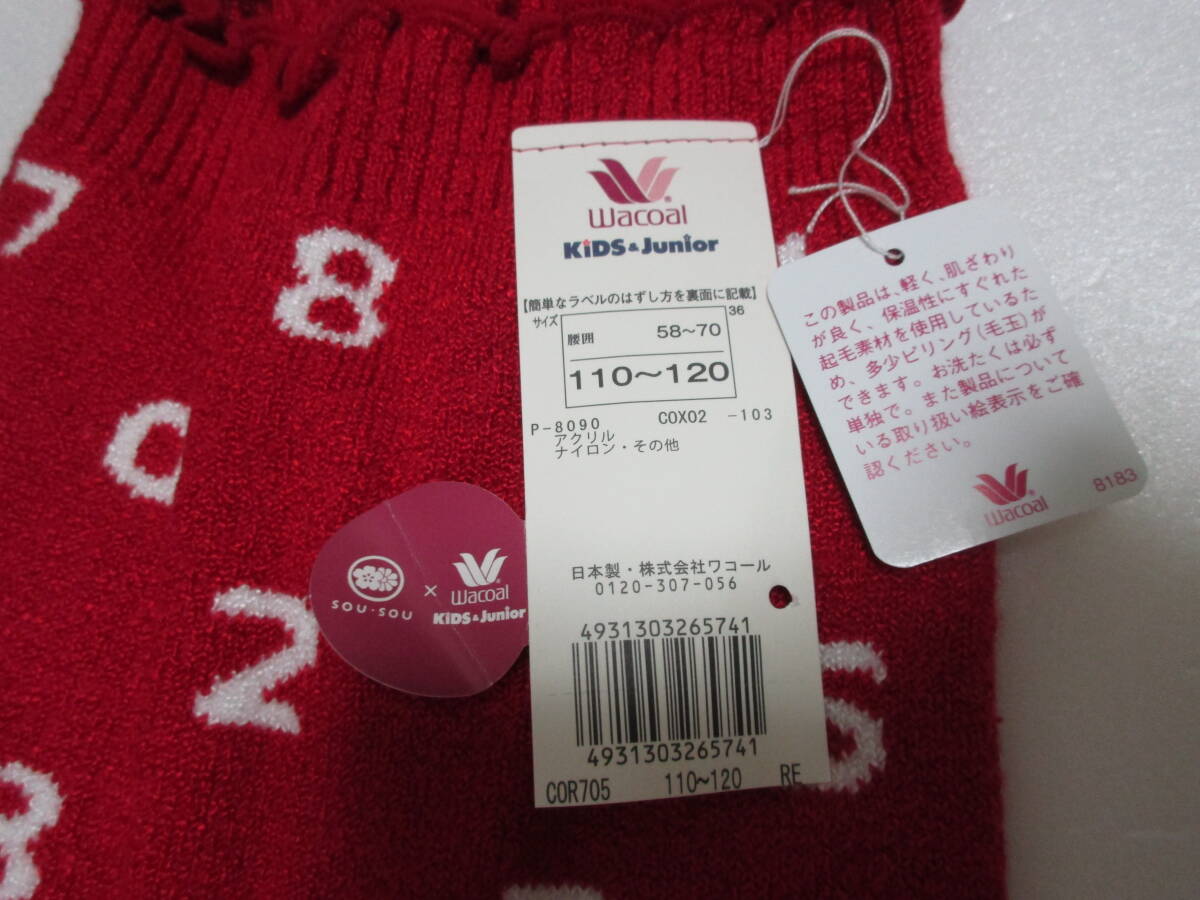 Wacoal
KiDS & Junior
【簡単なラベルのはずし方を裏面に記載】
サイズ
36
腰囲 58~70
110~120
P-8090 COX02 -103
アクリル
ナイロン・その他
日本製・株式会社ワコール
0120-307-056
4931303265741
4931303265741
COR705 110~120 RE
SOU・SOU
×
Wacoal
KiDS & Junior
この製品は、軽く、肌ざわり
が良く、保温性にすぐれた
起毛素材を使用しているた
め、多少ピリング(毛玉)が
できます。お洗たくは必ず
単独で。また製品について
いる取り扱い絵表示をご確
認ください。
Wacoal
8183
7
8
0
2
5
3